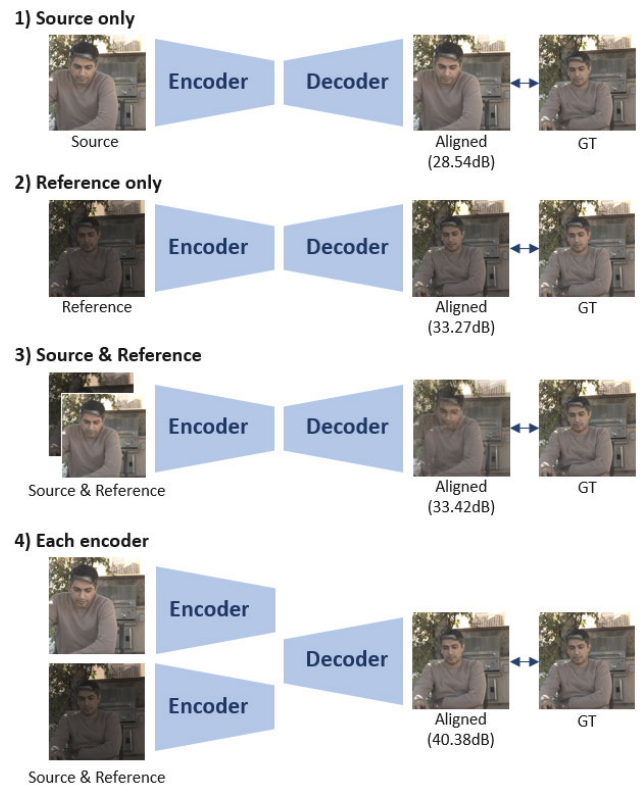 1) Source only
Encoder
Decoder
Source
Aligned
(28.54dB)
GT
2) Reference only
Encoder
Decoder
Reference
Aligned
(33.27dB)
GT
3) Source & Reference
Encoder
Decoder
Source & Reference
Aligned
(33.42dB)
GT
4) Each encoder
Encoder
Decoder
Encoder
Aligned
(40.38dB)
GT
Source & Reference